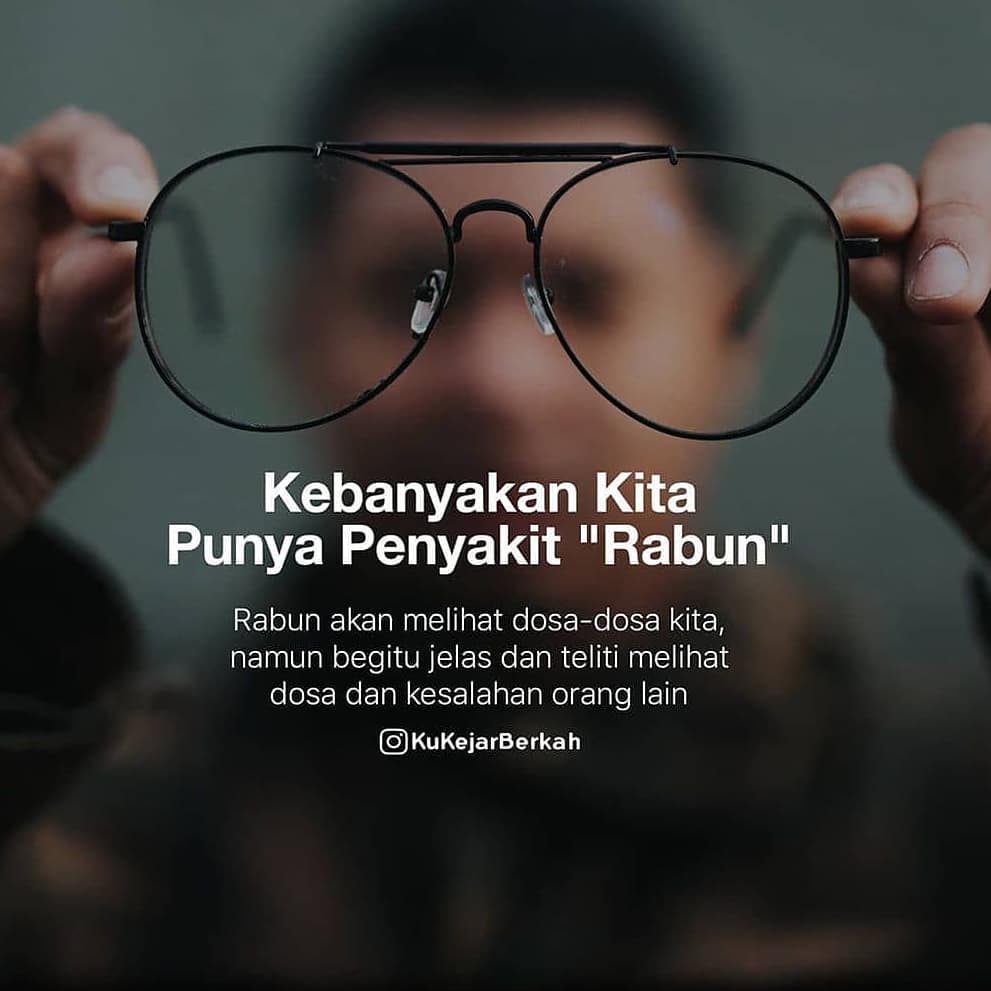 Kebanyakan Kita
Punya Penyakit "Rabun"
Rabun akan melihat dosa-dosa kita,
namun begitu jelas dan teliti melihat
dosa dan kesalahan orang lain
KuKejarBerkah